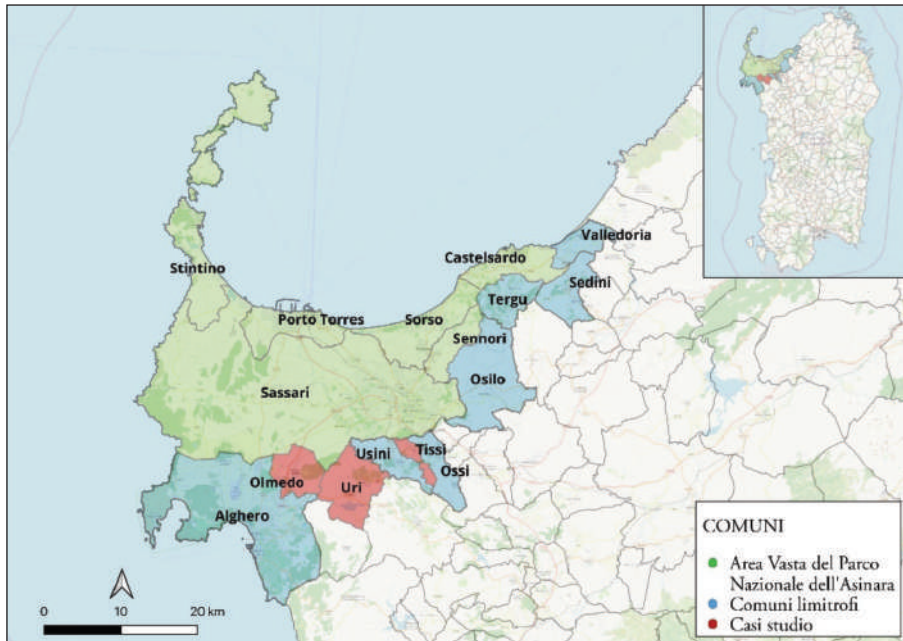 Valledoria
Castelsardo
Sedini
Stintino
Tergu
Porto Torres
Sorso
Sennori
Osilo
Sassari
Usini
Tissi
Ossi
Olmedo
Uri
Alghero
COMUNI
Area Vasta del Parco
Nazionale dell'Asinara
Comuni limitrofi
Casi studio
0 10 20 km